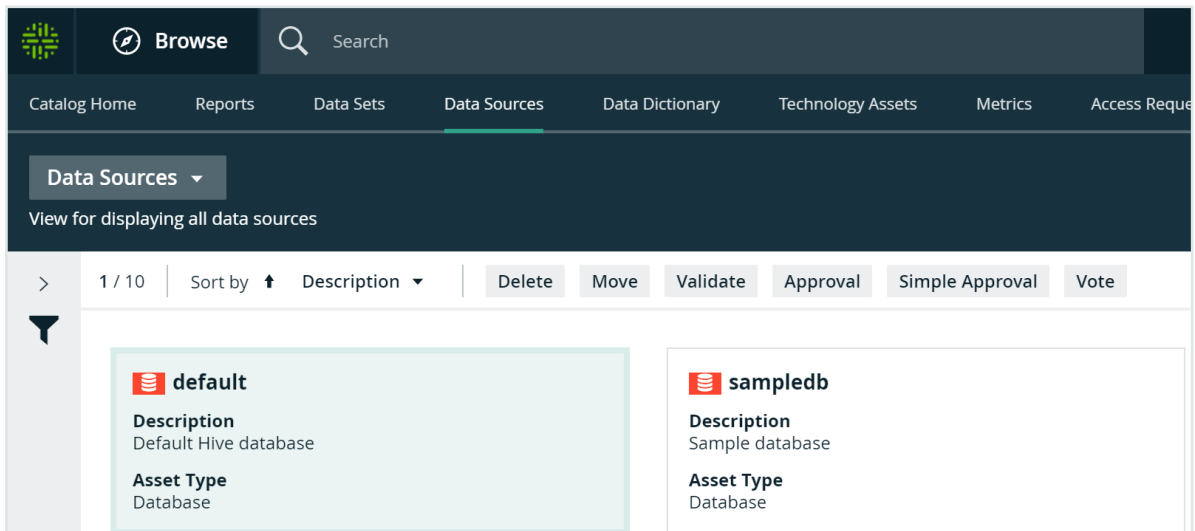 Browse Search
Catalog Home Reports Data Sets Data Sources Data Dictionary Technology Assets Metrics Access Reque
Data Sources
View for displaying all data sources
1 / 10 Sort by Description Delete Move Validate Approval Simple Approval Vote
default
Description
Default Hive database
Asset Type
Database
sampledb
Description
Sample database
Asset Type
Database